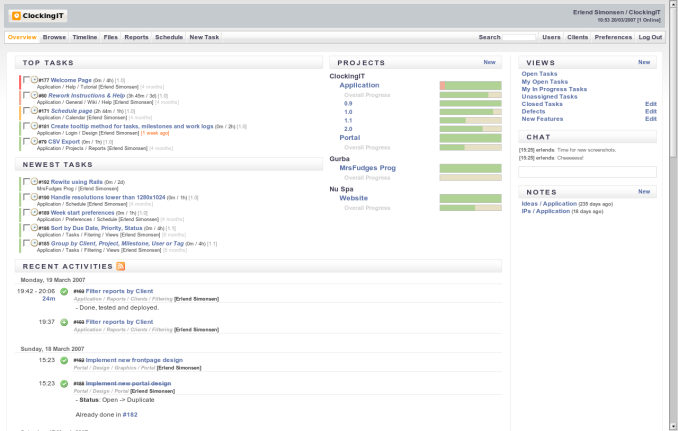 ClockingIT
Erlend Simonsen / ClockingIT
10:53 20/03/2007 [1 Online]
Overview Browse Timeline Files Reports Schedule New Task
Search Users Clients Preferences Log Out
TOP TASKS
#177 Welcome Page (0m / 4h) [1.0]
Application / Help / Tutorial [Erlend Simonsen] [4 months]
#60 Rework Instructions & Help (3h 45m / 3d) [1.0]
Application / General / Wiki / Help [Erlend Simonsen] [4 months]
#171 Schedule page (2h 44m / 1h) [1.0]
Application / Calendar [Erlend Simonsen] [4 months]
#181 Create tooltip method for tasks, milestones and work logs (0m / 2h) [1.0]
Application / Login / Design [Erlend Simonsen] [1 week ago]
#79 CSV Export (0m / 1h) [1.0]
Application / Projects / Reports [Erlend Simonsen] [4 months]
NEWEST TASKS
#192 Rewite using Rails (0m / 2d)
MrsFudges Prog / [Erlend Simonsen]
#190 Handle resolutions lower than 1280x1024 (0m / 1h) [1.0]
Application / Schedule [Erlend Simonsen] [4 months]
#189 Week start preferences (0m / 1h) [1.0]
Application / Preferences / Schedule [Erlend Simonsen] [4 months]
#186 Sort by Due Date, Priority, Status (0m / 4h) [1.1]
Application / Tasks / Filtering / Views [Erlend Simonsen]
#185 Group by Client, Project, Milestone, User or Tag (0m / 4h) [1.1]
Application / Tasks / Filtering / Views [Erlend Simonsen]
RECENT ACTIVITIES
Monday, 19 March 2007
19:42 - 20:06 Filter reports by Client
24m Application / Reports / Clients / Filtering [Erlend Simonsen]
- Done, tested and deployed.
19:37 Filter reports by Client
Application / Reports / Clients / Filtering [Erlend Simonsen]
Sunday, 18 March 2007
15:23 #182 Implement new frontpage design
Portal / Design / Graphics / Portal [Erlend Simonsen]
15:23 Implement new portal design
Portal / Design / Portal [Erlend Simonsen]
- Status: Open -> Duplicate
Already done in #182
PROJECTS New
ClockingIT
Application
Overall Progress
0.9
1.0
1.1
2.0
Portal
Overall Progress
Gurba
MrsFudges Prog
Overall Progress
Nu Spa
Website
Overall Progress
VIEWS New
Open Tasks
My Open Tasks
My In Progress Tasks
Unassigned Tasks
Closed Tasks Edit
Defects Edit
New Features Edit
CHAT
[15:25] erlends: Time for new screenshots.
[15:25] erlends: Cheeeeese!
NOTES New
Ideas / Application (235 days ago)
IPs / Application (18 days ago)